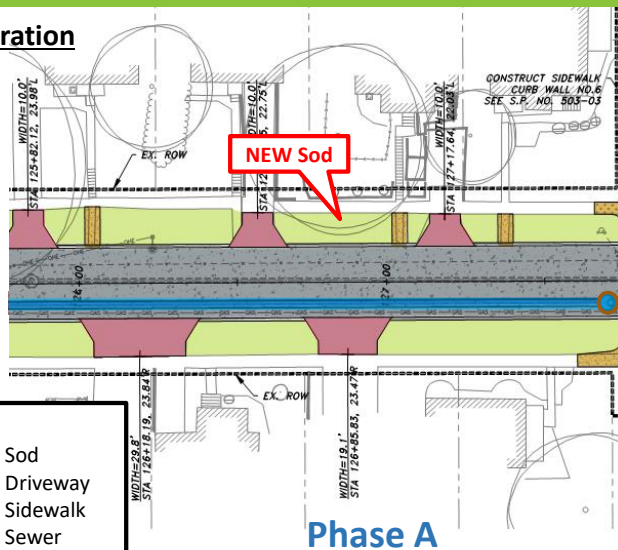 ration
WIDTH=10.0'
STA 125+82.12, 23.98'L
WIDTH=10.0'
22.75'L
WIDTH=10.0'
STA 127+17.64, 22.03'L
CONSTRUCT SIDEWALK
CURB WALL NO.6
SEE S.P. NO. 503-03
NEW Sod
EX. ROW
126+00
127+00
WIDTH=29.8'
STA 126+18.19, 23.84'R
EX. ROW
WIDTH=19.1'
STA 126+85.83, 23.47'R
Sod
Driveway
Sidewalk
Sewer
Phase A